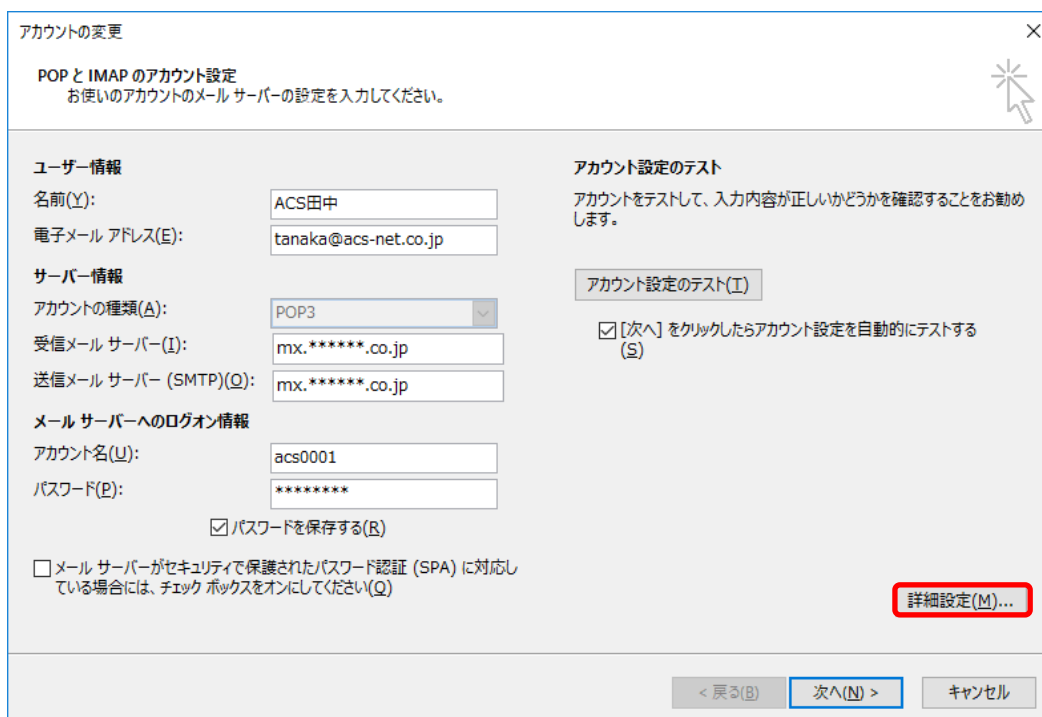 アカウントの変更
POP と IMAP のアカウント設定
お使いのアカウントのメール サーバーの設定を入力してください。
ユーザー情報
名前(Y):
ACS田中
電子メール アドレス(E):
tanaka@acs-net.co.jp
サーバー情報
アカウントの種類(A):
POP3
受信メール サーバー(I):
mx.******.co.jp
送信メール サーバー (SMTP)(O):
mx.******.co.jp
メール サーバーへのログオン情報
アカウント名(U):
acs0001
パスワード(P):
********
パスワードを保存する(R)
メール サーバーがセキュリティで保護されたパスワード認証 (SPA) に対応し
ている場合には、チェック ボックスをオンにしてください(Q)
アカウント設定のテスト
アカウントをテストして、入力内容が正しいかどうかを確認することをお勧め
します。
アカウント設定のテスト(T)
[次へ] をクリックしたらアカウント設定を自動的にテストする
(S)
詳細設定(M)...
< 戻る(B)
次へ(N) >
キャンセル